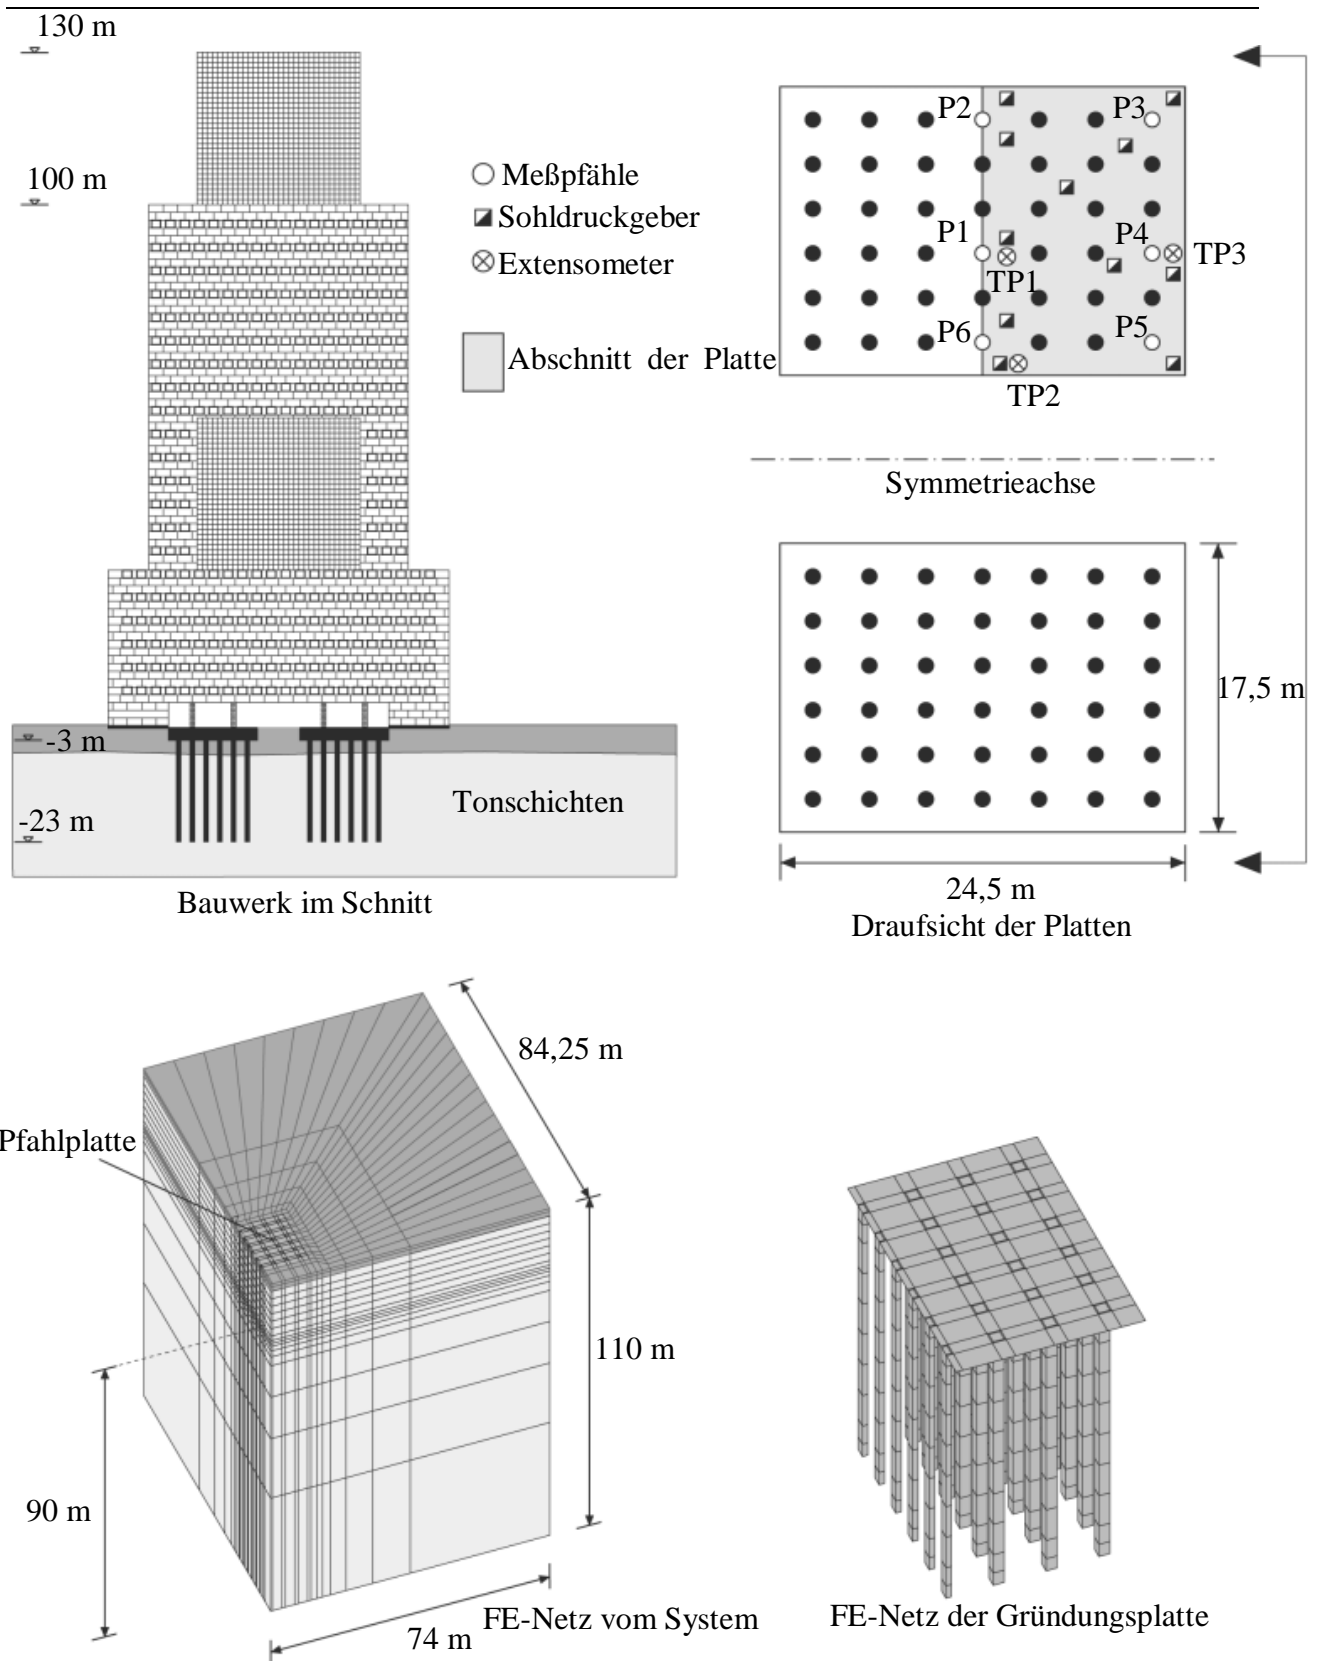 130 m
100 m
Meßpfähle
Sohldruckgeber
Extensometer
Abschnitt der Platte
-3 m
-23 m
Tonschichten
Bauwerk im Schnitt
P2
P3
P1
P4
TP3
TP1
P6
P5
TP2
Symmetrieachse
17,5 m
24,5 m
Draufsicht der Platten
84,25 m
Pfahlplatte
110 m
90 m
74 m
FE-Netz vom System
FE-Netz der Gründungsplatte